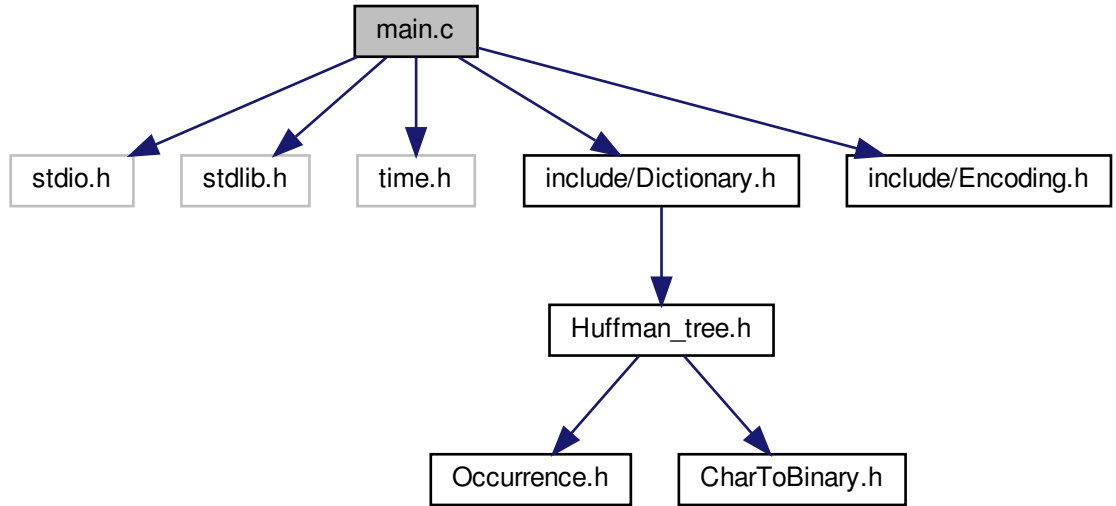 main.c
stdio.h
stdlib.h
time.h
include/Dictionary.h
include/Encoding.h
Huffman_tree.h
Occurrence.h
CharToBinary.h